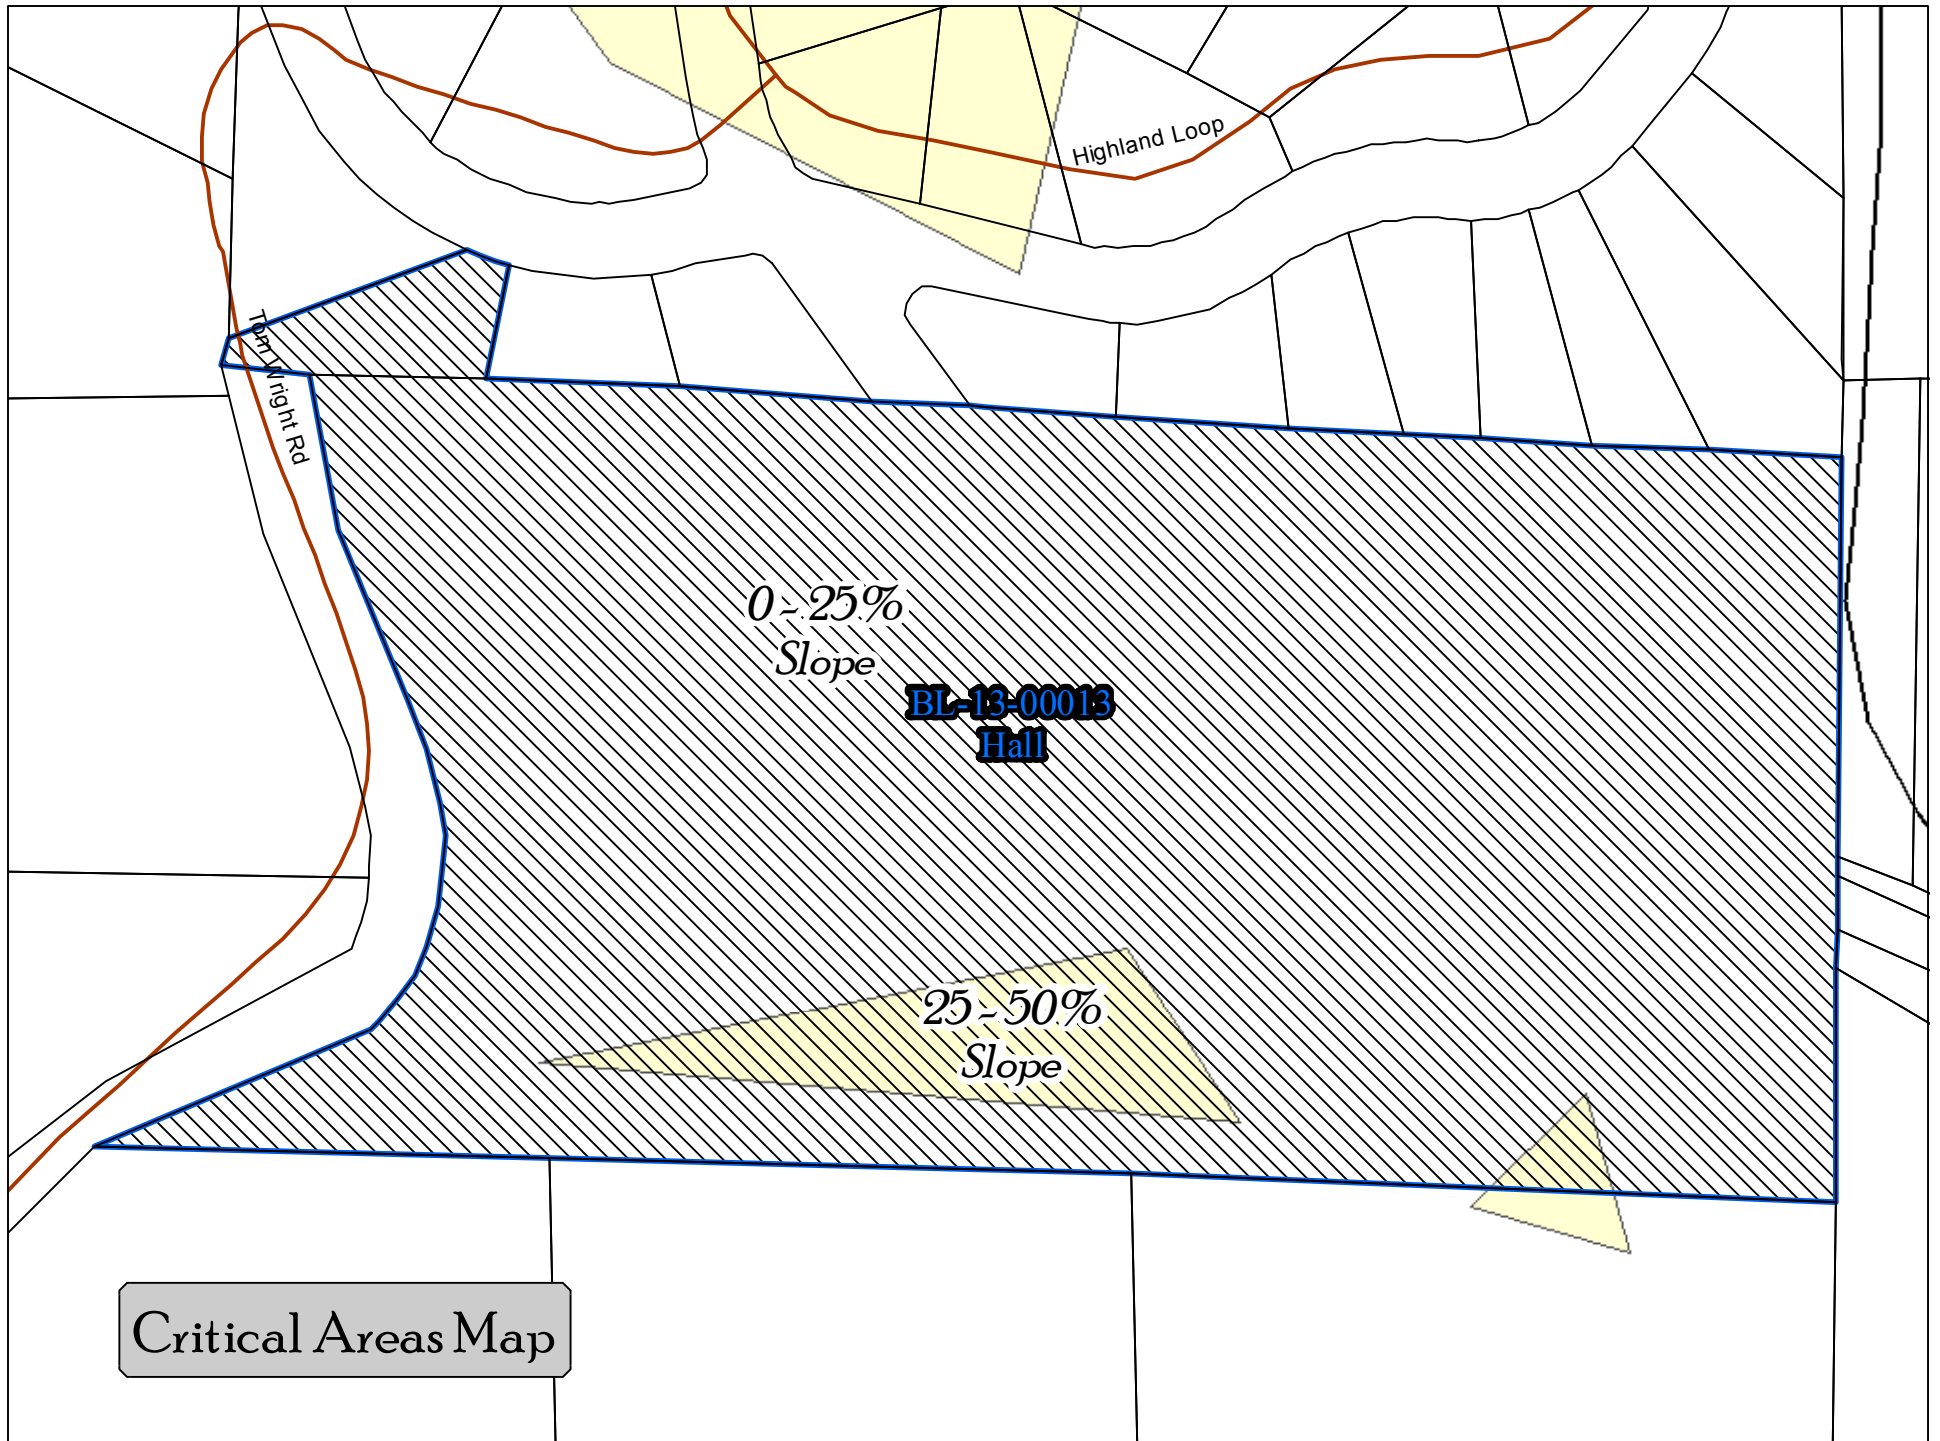 Highland Loop
Tom Wright Rd
0 - 25%
Slope
BL-13-00013
Hall
25 - 50%
Slope
Critical Areas Map